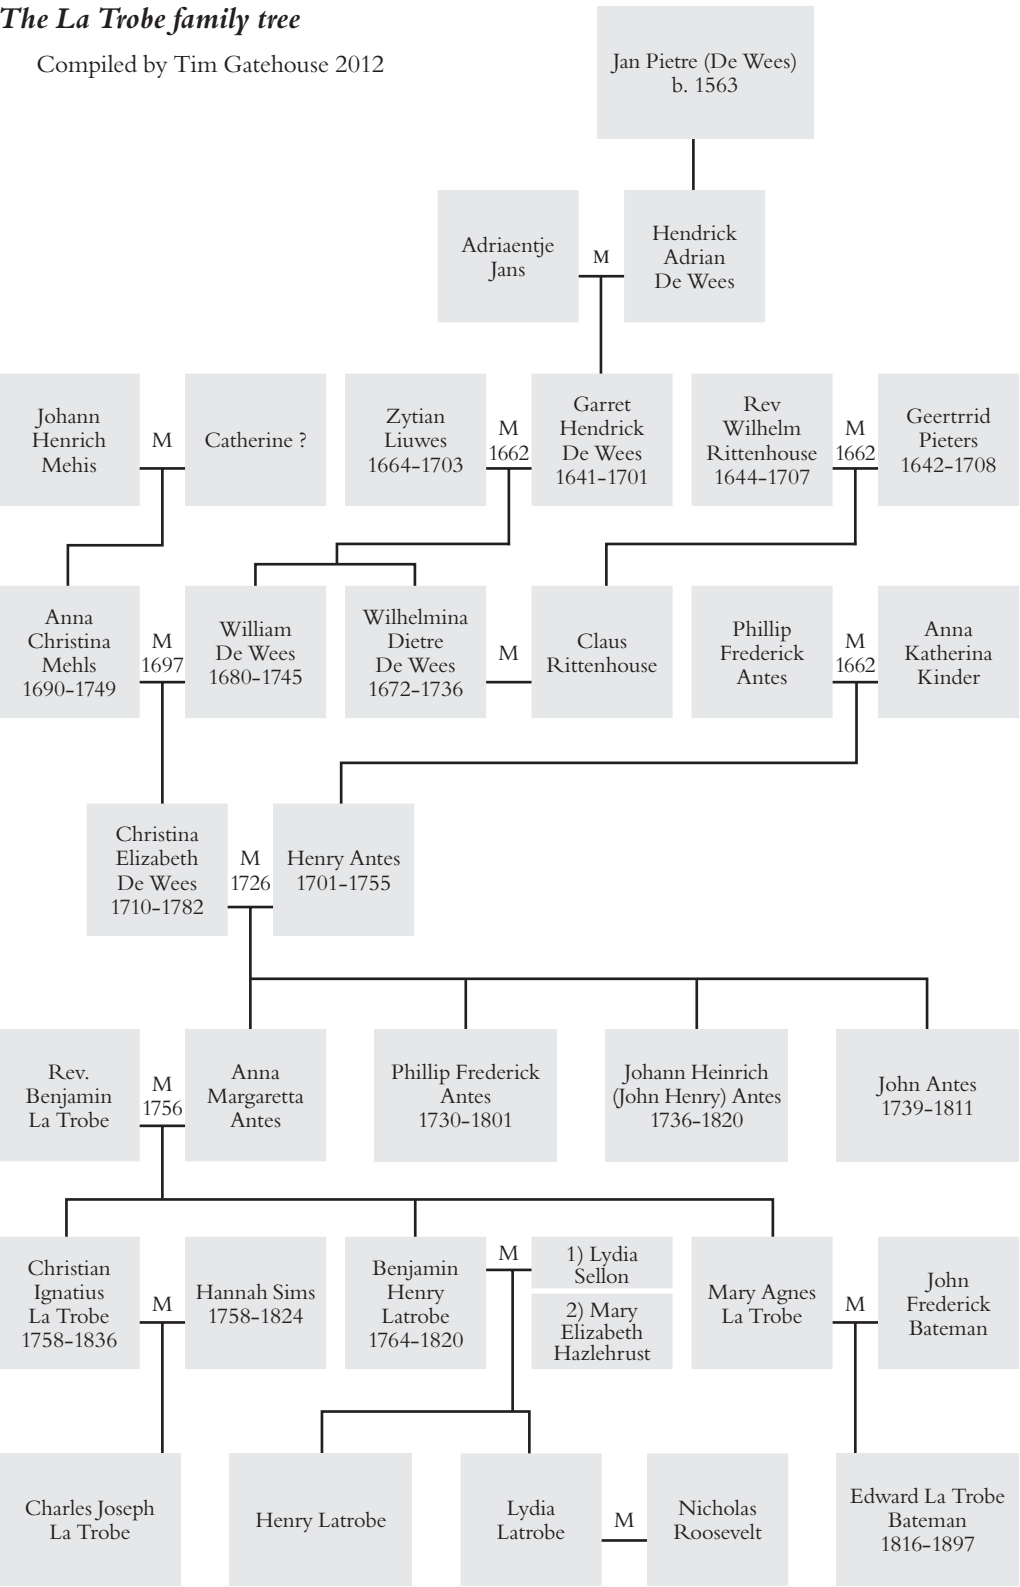 The La Trobe family tree
Compiled by Tim Gatehouse 2012
Jan Pietre (De Wees)
b. 1563
Adriaentje
Jans
M
Hendrick
Adrian
De Wees
Johann
Henrich
Mehis
M
Catherine ?
Zytian
Liuwes
1664-1703
M
1662
Garret
Hendrick
De Wees
1641-1701
Rev
Wilhelm
Rittenhouse
1644-1707
M
1662
Geertrrid
Pieters
1642-1708
Anna
Christina
Mehls
1690-1749
M
1697
William
De Wees
1680-1745
Wilhelmina
Dietre
De Wees
1672-1736
M
Claus
Rittenhouse
Phillip
Frederick
Antes
M
1662
Anna
Katherina
Kinder
Christina
Elizabeth
De Wees
1710-1782
M
1726
Henry Antes
1701-1755
Rev.
Benjamin
La Trobe
M
1756
Anna
Margaretta
Antes
Phillip Frederick
Antes
1730-1801
Johann Heinrich
(John Henry) Antes
1736-1820
John Antes
1739-1811
Christian
Ignatius
La Trobe
1758-1836
M
Hannah Sims
1758-1824
Benjamin
Henry
Latrobe
1764-1820
M
1) Lydia
Sellon
2) Mary
Elizabeth
Hazlehrust
Mary Agnes
La Trobe
M
John
Frederick
Bateman
Charles Joseph
La Trobe
Henry Latrobe
Lydia
Latrobe
M
Nicholas
Roosevelt
Edward La Trobe
Bateman
1816-1897